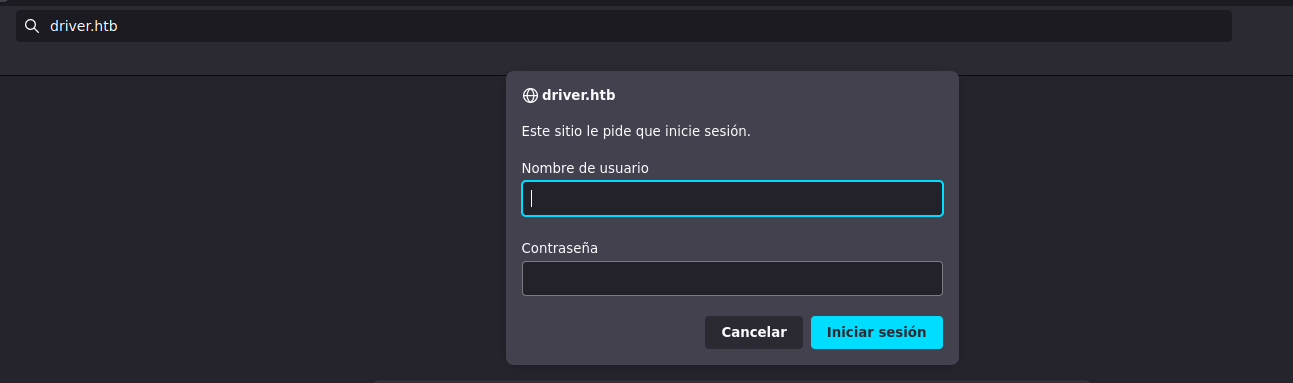 driver.htb
driver.htb
Este sitio le pide que inicie sesión.
Nombre de usuario
Contraseña
Cancelar
Iniciar sesión